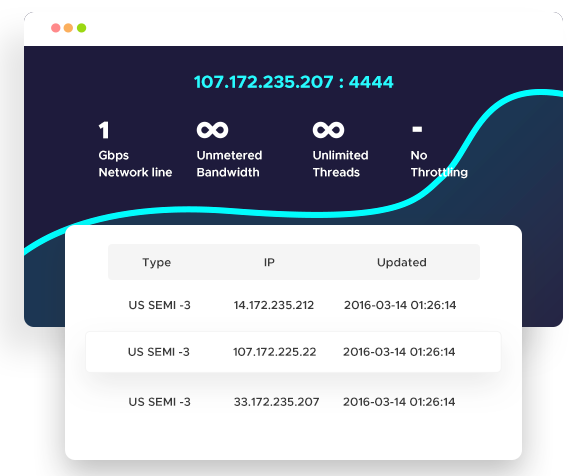 107.172.235.207 : 4444
1 ∞ ∞ -
Gbps Unmetered Unlimited No
Network line Bandwidth Threads Throttling
Type IP Updated
US SEMI -3 14.172.235.212 2016-03-14 01:26:14
US SEMI -3 107.172.225.22 2016-03-14 01:26:14
US SEMI -3 33.172.235.207 2016-03-14 01:26:14